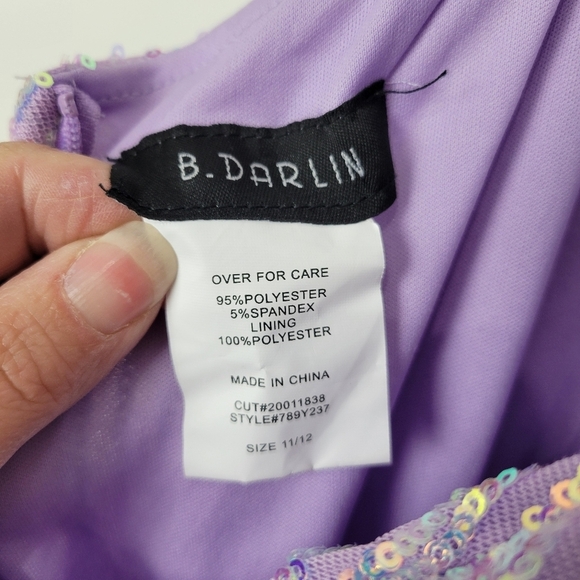 B. DARLIN
OVER FOR CARE
95%POLYESTER
5%SPANDEX
LINING
100%POLYESTER
MADE IN CHINA
CUT#20011838
STYLE#789Y237
SIZE 11/12